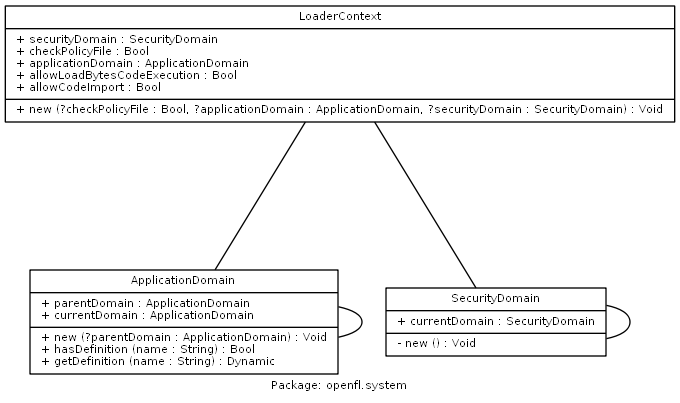 LoaderContext
+ securityDomain : SecurityDomain
+ checkPolicyFile : Bool
+ applicationDomain : ApplicationDomain
+ allowLoadBytesCodeExecution : Bool
+ allowCodeImport : Bool
+ new (?checkPolicyFile : Bool, ?applicationDomain : ApplicationDomain, ?securityDomain : SecurityDomain) : Void
ApplicationDomain
+ parentDomain : ApplicationDomain
+ currentDomain : ApplicationDomain
+ new (?parentDomain : ApplicationDomain) : Void
+ hasDefinition (name : String) : Bool
+ getDefinition (name : String) : Dynamic
SecurityDomain
+ currentDomain : SecurityDomain
- new () : Void
Package: openfl.system